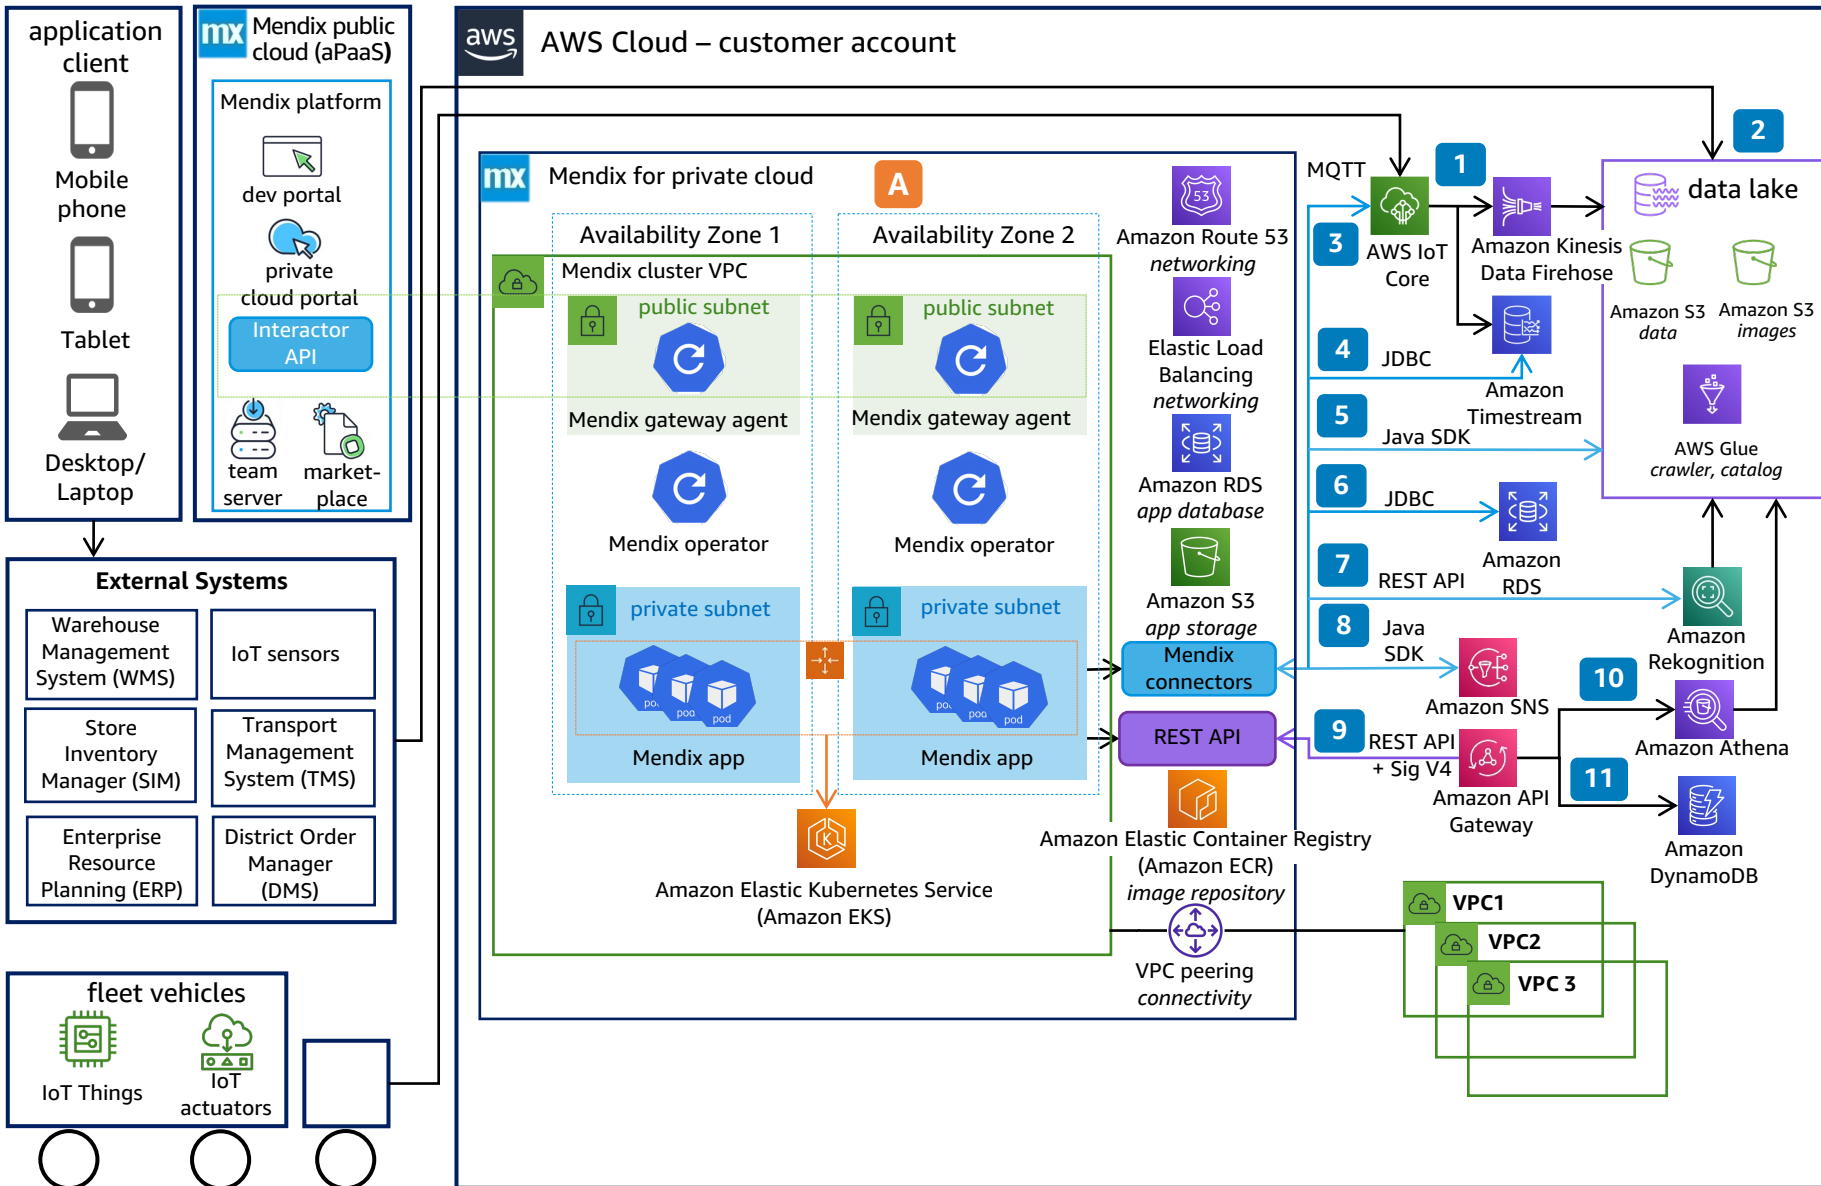 application
client
Mobile
phone
Tablet
Desktop/
Laptop
mx
Mendix public
cloud (aPaaS)
Mendix platform
dev portal
private
cloud portal
Interactor
API
team
server
market-
place
External Systems
Warehouse
Management
System (WMS)
IoT sensors
Store
Inventory
Manager (SIM)
Transport
Management
System (TMS)
Enterprise
Resource
Planning (ERP)
District Order
Manager
(DMS)
fleet vehicles
IoT Things
IoT
actuators
aws
AWS Cloud – customer account
mx
Mendix for private cloud
A
Availability Zone 1
Availability Zone 2
Mendix cluster VPC
public subnet
public subnet
Mendix gateway agent
Mendix gateway agent
Mendix operator
Mendix operator
private subnet
private subnet
pod
pod
pod
pod
pod
pod
Mendix app
Mendix app
K
Amazon Elastic Kubernetes Service
(Amazon EKS)
53
Amazon Route 53
networking
Elastic Load
Balancing
networking
Amazon RDS
app database
Amazon S3
app storage
Mendix
connectors
REST API
Amazon Elastic Container Registry
(Amazon ECR)
image repository
VPC peering
connectivity
MQTT
1
2
3
AWS IoT
Core
Amazon Kinesis
Data Firehose
data lake
Amazon S3
data
Amazon S3
images
AWS Glue
crawler, catalog
4
JDBC
Amazon
Timestream
5
Java SDK
6
JDBC
Amazon
RDS
7
REST API
Amazon
Rekognition
8
Java
SDK
Amazon SNS
9
REST API
+ Sig V4
Amazon API
Gateway
10
Amazon Athena
11
Amazon
DynamoDB
VPC1
VPC2
VPC 3